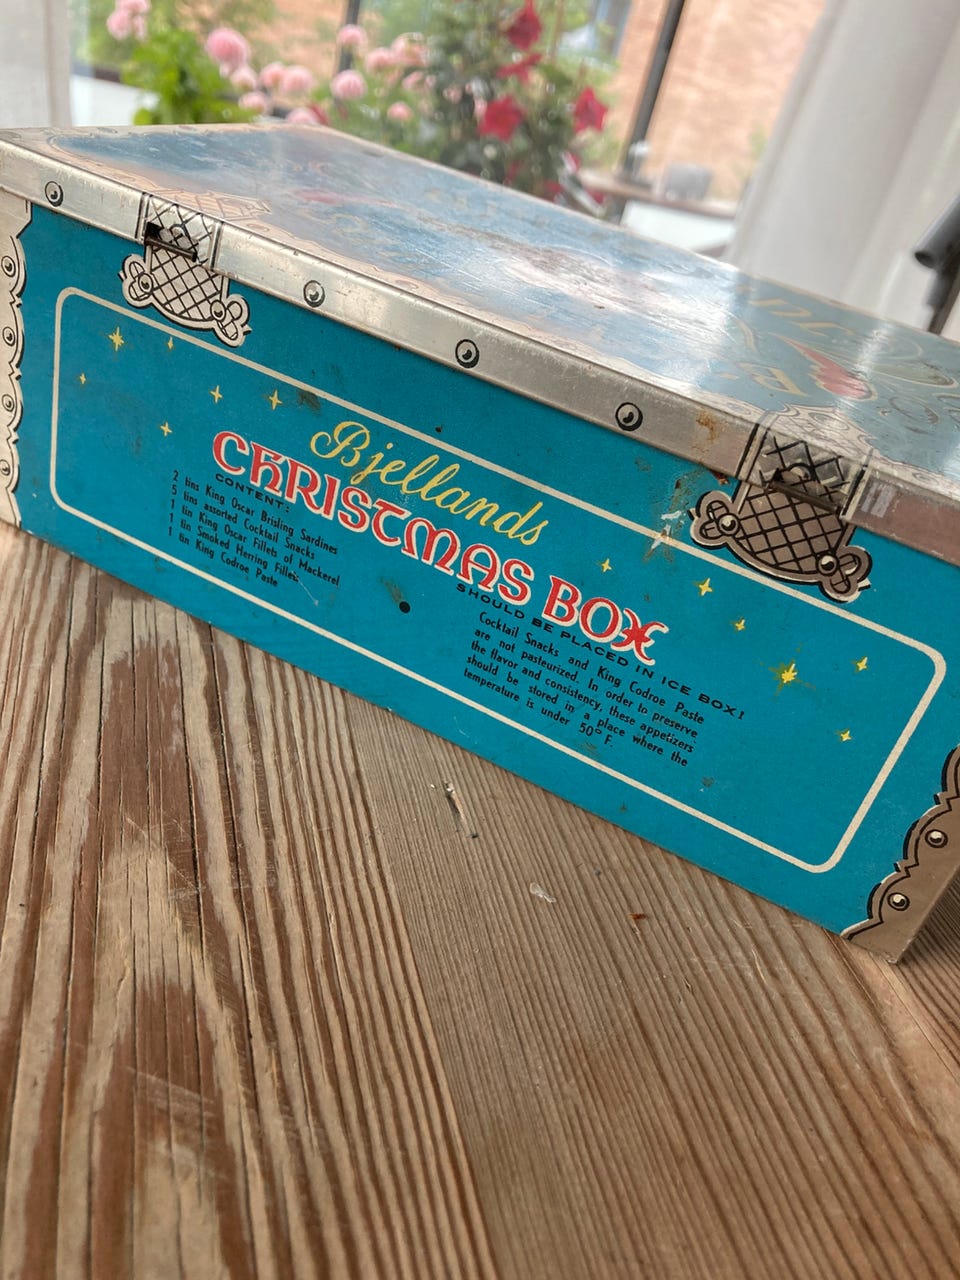 Bjellands
CHRISTMAS BOX
CONTENT:
2 tins King Oscar Brisling Sardines
5 tins assorted Cocktail Snacks
1 tin King Oscar Fillets of Mackerel
1 tin Smoked Herring Fillets
1 tin King Codroe Paste
SHOULD BE PLACED IN ICE BOX!
Cocktail Snacks and King Codroe Paste
are not pasteurized. In order to preserve
the flavor and consistency, these appetizers
should be stored in a place where the
temperature is under 50° F.